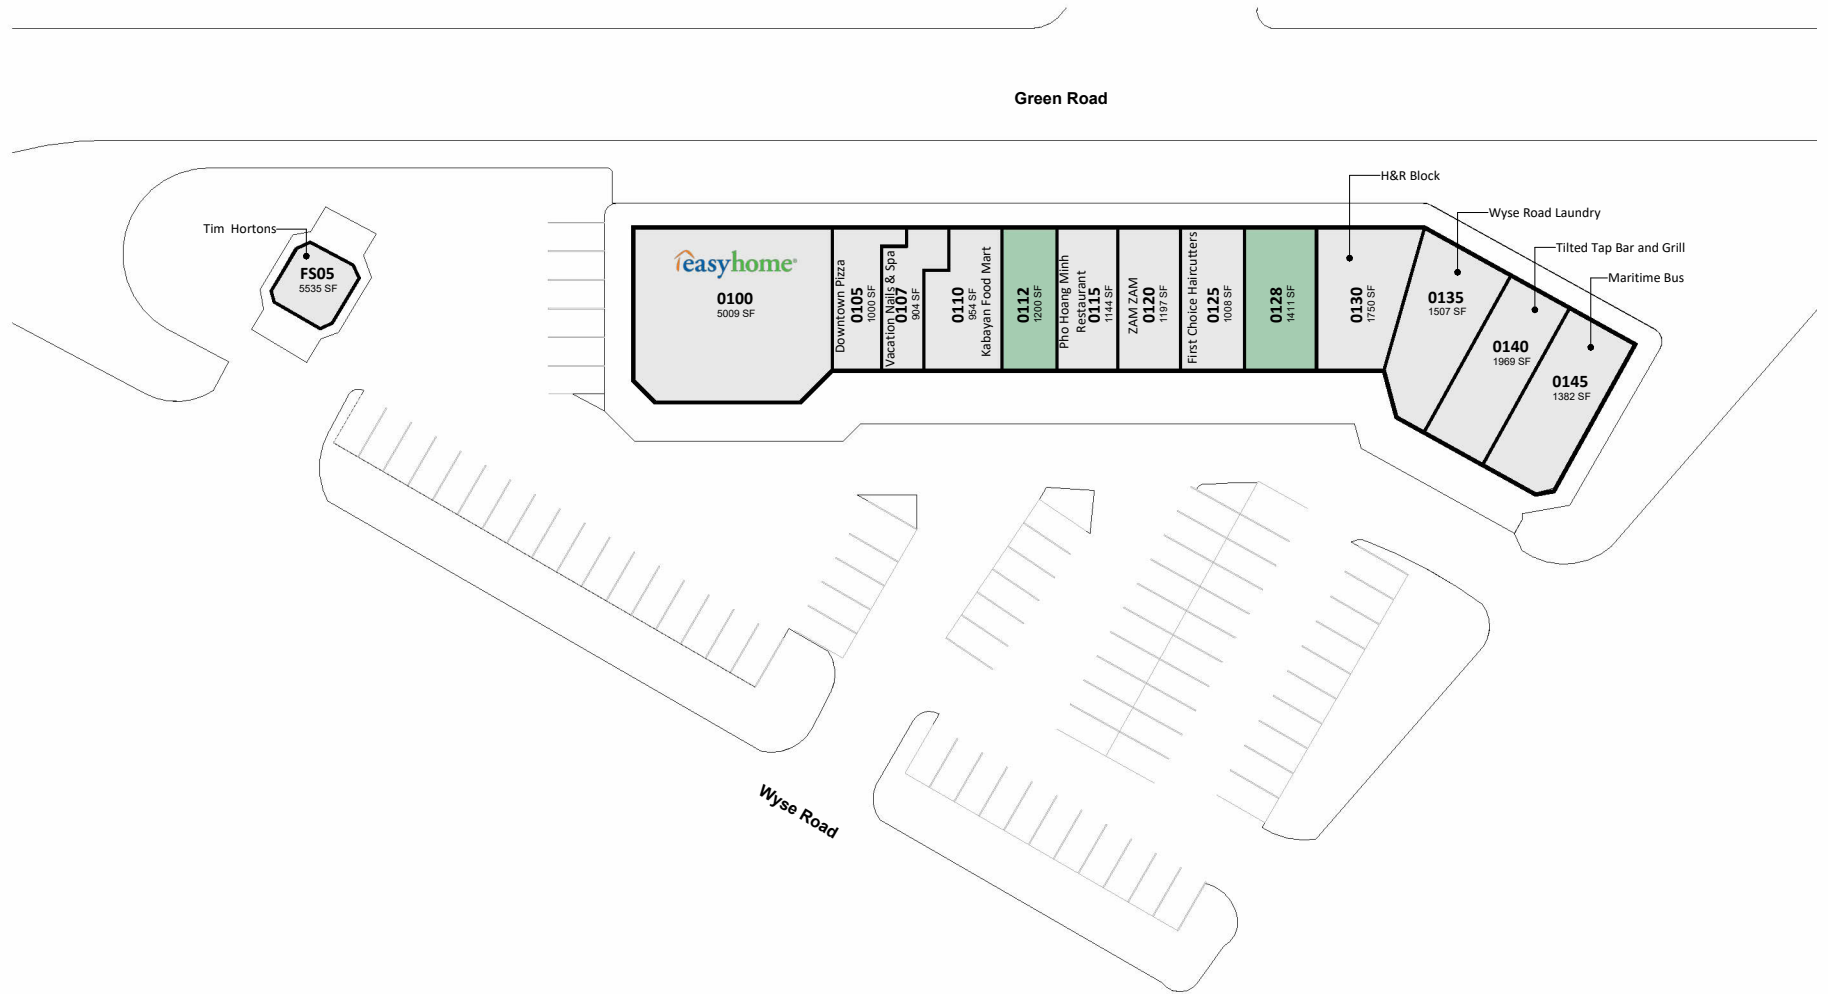 Green Road
H&R Block
Wyse Road Laundry
Tilted Tap Bar and Grill
Maritime Bus
Tim Hortons
FS05
5535 SF
easyhome®
0100
5009 SF
Downtown Pizza
0105
1000 SF
Vacation Nails & Spa
0107
904 SF
0110
954 SF
Kabayan Food Mart
0112
1200 SF
Pho Hoang Minh
Restaurant
0115
1144 SF
ZAM ZAM
0120
1197 SF
First Choice Haircutters
0125
1008 SF
0128
1411 SF
0130
1750 SF
0135
1507 SF
0140
1969 SF
0145
1382 SF
Wyse Road